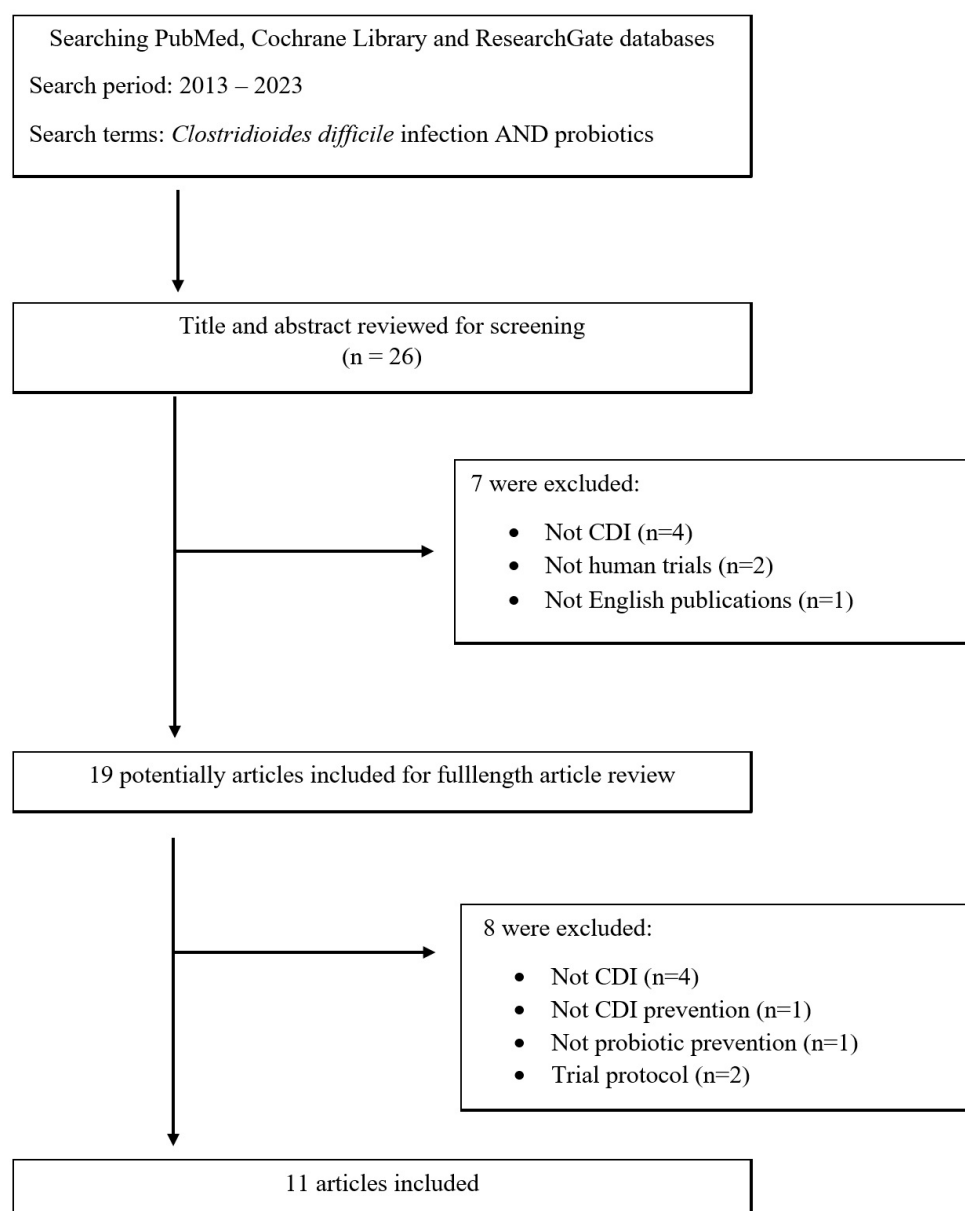 Searching PubMed, Cochrane Library and ResearchGate databases
Search period: 2013 – 2023
Search terms: Clostridioides difficile infection AND probiotics
Title and abstract reviewed for screening
(n = 26)
7 were excluded:
• Not CDI (n=4)
• Not human trials (n=2)
• Not English publications (n=1)
19 potentially articles included for fulllength article review
8 were excluded:
• Not CDI (n=4)
• Not CDI prevention (n=1)
• Not probiotic prevention (n=1)
• Trial protocol (n=2)
11 articles included